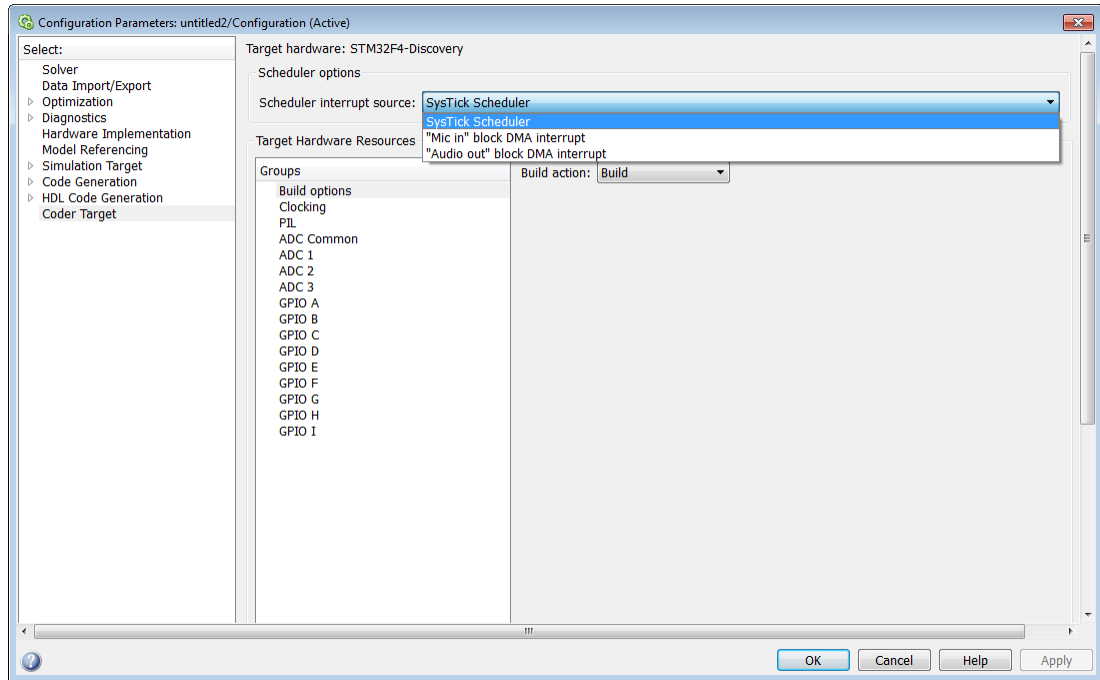 Configuration Parameters: untitled2/Configuration (Active)
Select:
Solver
Data Import/Export
Optimization
Diagnostics
Hardware Implementation
Model Referencing
Simulation Target
Code Generation
HDL Code Generation
Coder Target
Target hardware: STM32F4-Discovery
Scheduler options
Scheduler interrupt source: SysTick Scheduler
SysTick Scheduler
"Mic in" block DMA interrupt
"Audio out" block DMA interrupt
Target Hardware Resources
Groups
Build options
Clocking
PIL
ADC Common
ADC 1
ADC 2
ADC 3
GPIO A
GPIO B
GPIO C
GPIO D
GPIO E
GPIO F
GPIO G
GPIO H
GPIO I
Build action: Build
OK Cancel Help Apply